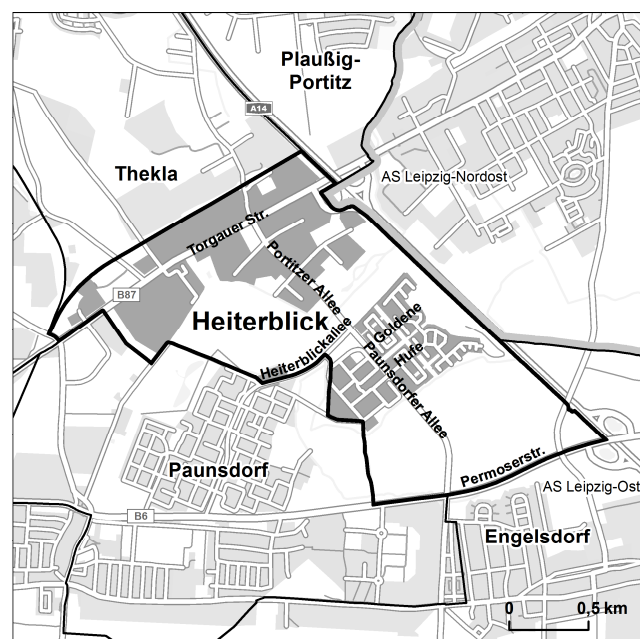 Plaußig-
Portitz
A14
Thekla
AS Leipzig-Nordost
Torgauer Str.
Portitzer Allee
B87
Heiterblick
Goldene
Hufe
Heiterblickallee
Paunsdorfer Allee
Paunsdorf
Permoserstr.
AS Leipzig-Ost
B6
Engelsdorf
0 0,5 km